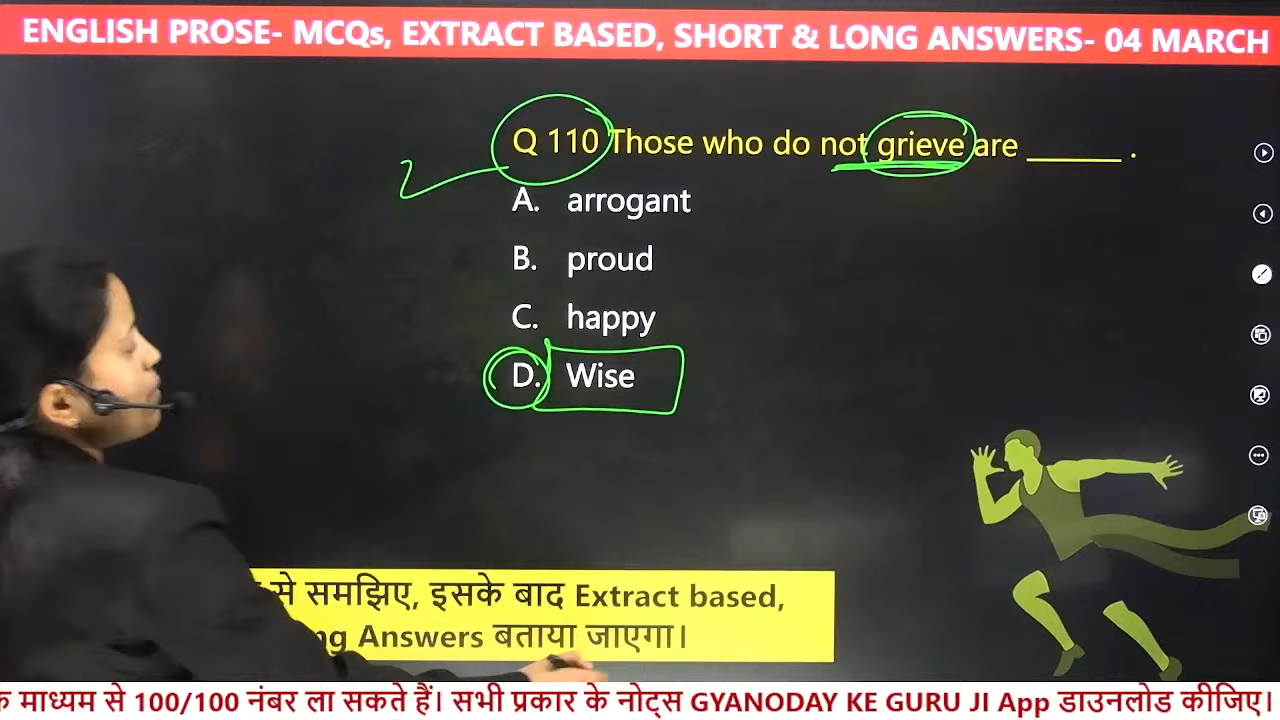 ENGLISH PROSE- MCQs, EXTRACT BASED, SHORT & LONG ANSWERS- 04 MARCH
Q 110 Those who do not grieve are ______ .
A. arrogant
B. proud
C. happy
D. Wise
से समझिए, इसके बाद Extract based,
Answers बताया जाएगा।
माध्यम से 100/100 नंबर ला सकते हैं। सभी प्रकार के नोट्स GYANODAY KE GURU JI App डाउनलोड कीजिए।